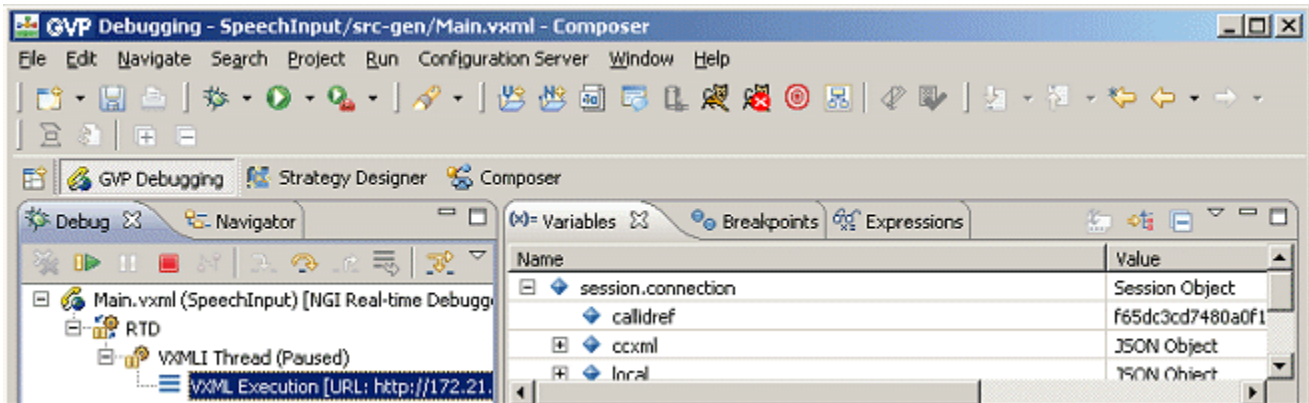 GVP Debugging - SpeechInput/src-gen/Main.vxml - Composer
File Edit Navigate Search Project Run Configuration Server Window Help
GVP Debugging Strategy Designer Composer
Debug Navigator
(x)= Variables Breakpoints Expressions
Name Value
Main.vxml (SpeechInput) [NGI Real-time Debugge
RTD
VXMLI Thread (Paused)
VXML Execution [URL: http://172.21.
session.connection Session Object
callidref f65dc3cd7480a0f1
ccxml JSON Object
local JSON Object